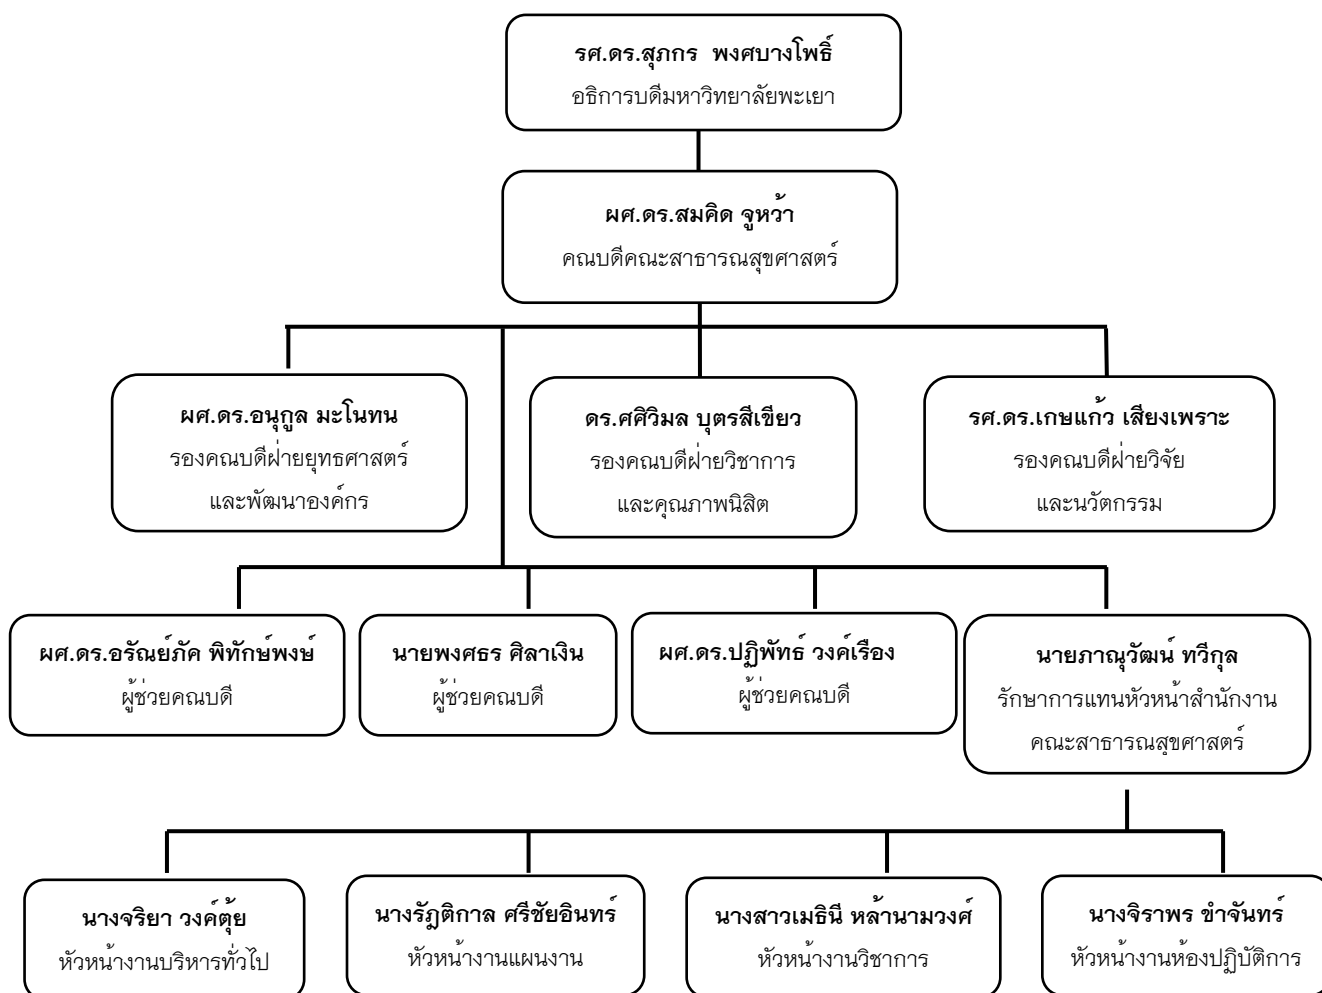 รศ.ดร.สุภกร  พงศบางโพธิ์
อธิการบดีมหาวิทยาลัยพะเยา
ผศ.ดร.สมคิด จูหว้า
คณบดีคณะสาธารณสุขศาสตร์
ผศ.ดร.อนุกูล มะโนทน
รองคณบดีฝ่ายยุทธศาสตร์
และพัฒนาองค์กร
ดร.ศศิวิมล บุตรสีเขียว
รองคณบดีฝ่ายวิชาการ
และคุณภาพนิสิต
รศ.ดร.เกษแก้ว เสียงเพราะ
รองคณบดีฝ่ายวิจัย
และนวัตกรรม
ผศ.ดร.อรัณย์ภัค พิทักษ์พงษ์
ผู้ช่วยคณบดี
นายพงศธร ศิลาเงิน
ผู้ช่วยคณบดี
ผศ.ดร.ปฏิพัทธ์ วงค์เรือง
ผู้ช่วยคณบดี
นายภาณุวัฒน์ ทวีกุล
รักษาการแทนหัวหน้าสำนักงาน
คณะสาธารณสุขศาสตร์
นางจริยา วงค์ตุ้ย
หัวหน้างานบริหารทั่วไป
นางรัฎติกาล ศรีชัยอินทร์
หัวหน้างานแผนงาน
นางสาวเมธินี หล้านามวงศ์
หัวหน้างานวิชาการ
นางจิราพร ขำจันทร์
หัวหน้างานห้องปฏิบัติการ